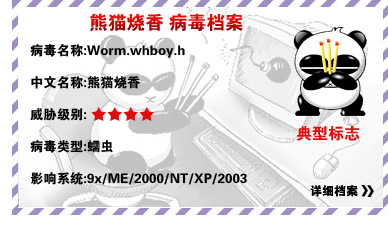 熊猫烧香 病毒档案
病毒名称:Worm.whboy.h
中文名称:熊猫烧香
威胁级别: ★★★★
典型标志
病毒类型:蠕虫
影响系统:9x/ME/2000/NT/XP/2003
详细档案 》